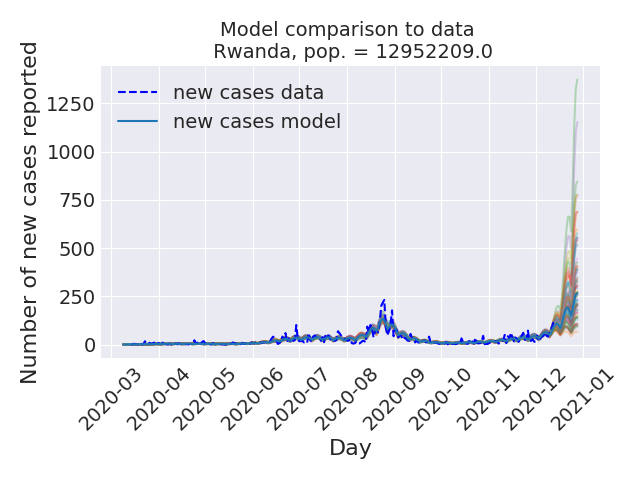 Model comparison to data
Rwanda, pop. = 12952209.0
Number of new cases reported
1250
1000
750
500
250
0
new cases data
new cases model
2020-03
2020-04
2020-05
2020-06
2020-07
2020-08
2020-09
2020-10
2020-11
2020-12
2021-01
Day